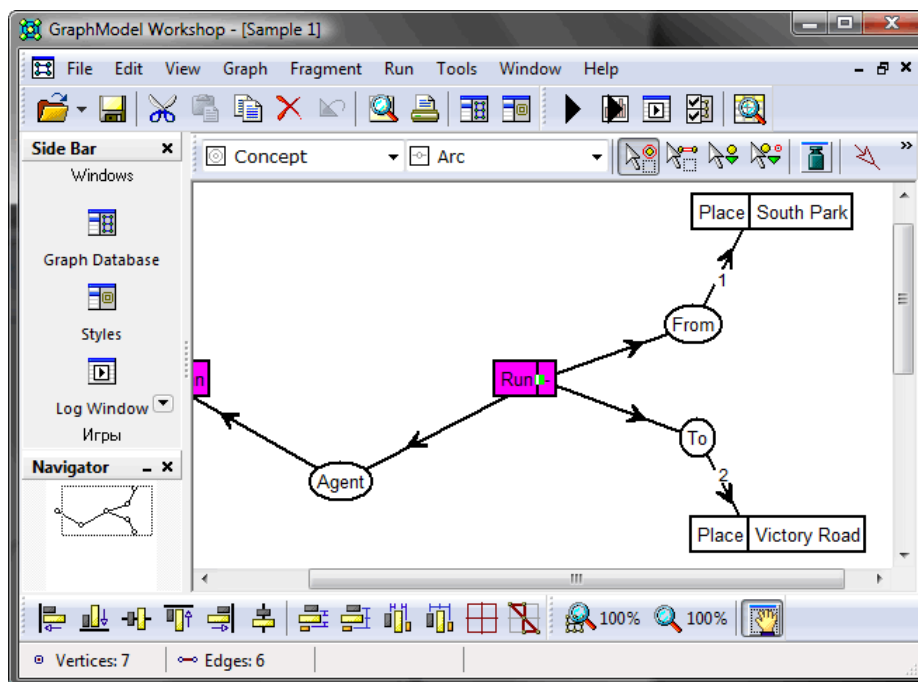 GraphModel Workshop - [Sample 1]
File Edit View Graph Fragment Run Tools Window Help
Side Bar
Windows
Graph Database
Styles
Log Window
Игры
Navigator
Concept
Arc
Place South Park
1
From
n
Run -
To
Agent
2
Place Victory Road
100% 100%
Vertices: 7 Edges: 6